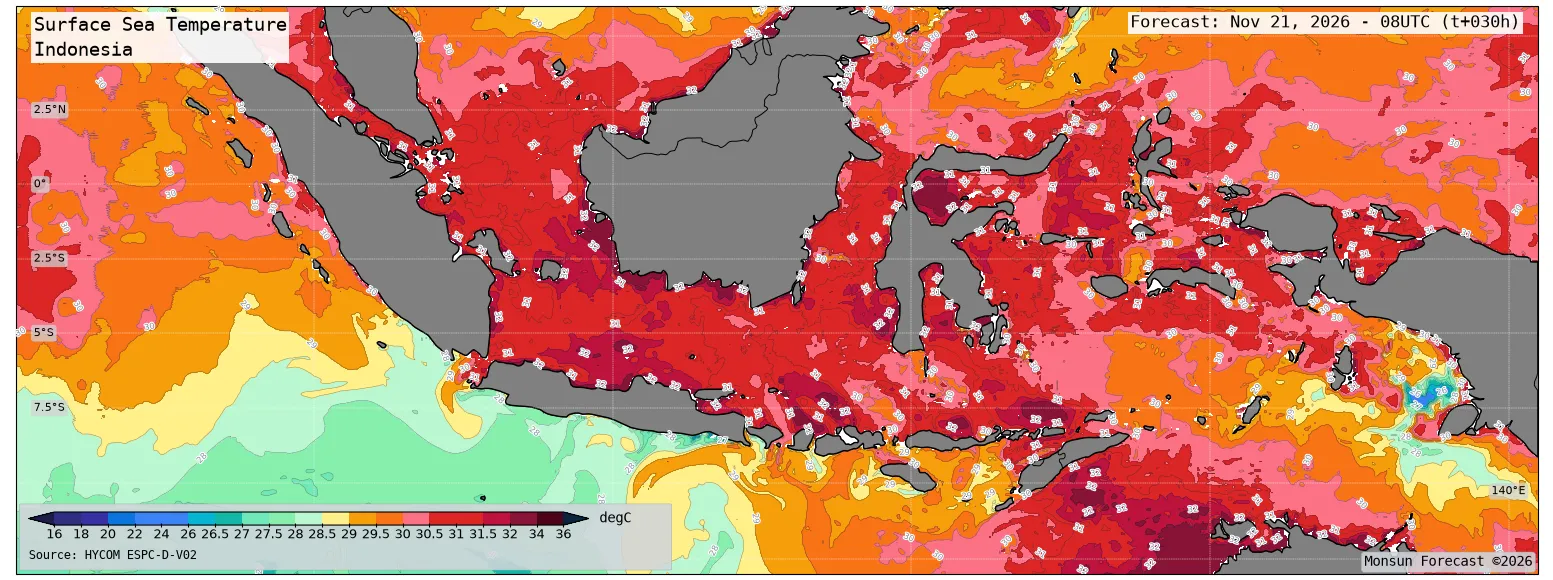 Surface Sea Temperature
Indonesia
Forecast: Nov 21, 2026 - 08UTC (t+030h)
2.5°N
0°
2.5°S
5°S
7.5°S
140°E
16 18 20 22 24 26 26.5 27 27.5 28 28.5 29 29.5 30 30.5 31 31.5 32 34 36
degC
Source: HYCOM ESPC-D-V02
Monsun Forecast ©2026